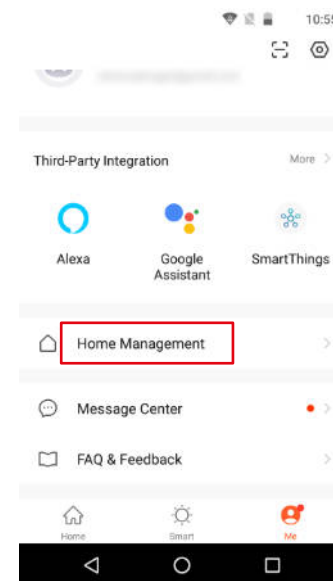 10:55
Third-Party Integration
More
Alexa
Google
Assistant
SmartThings
Home Management
Message Center
FAQ & Feedback
Home
Smart
Me